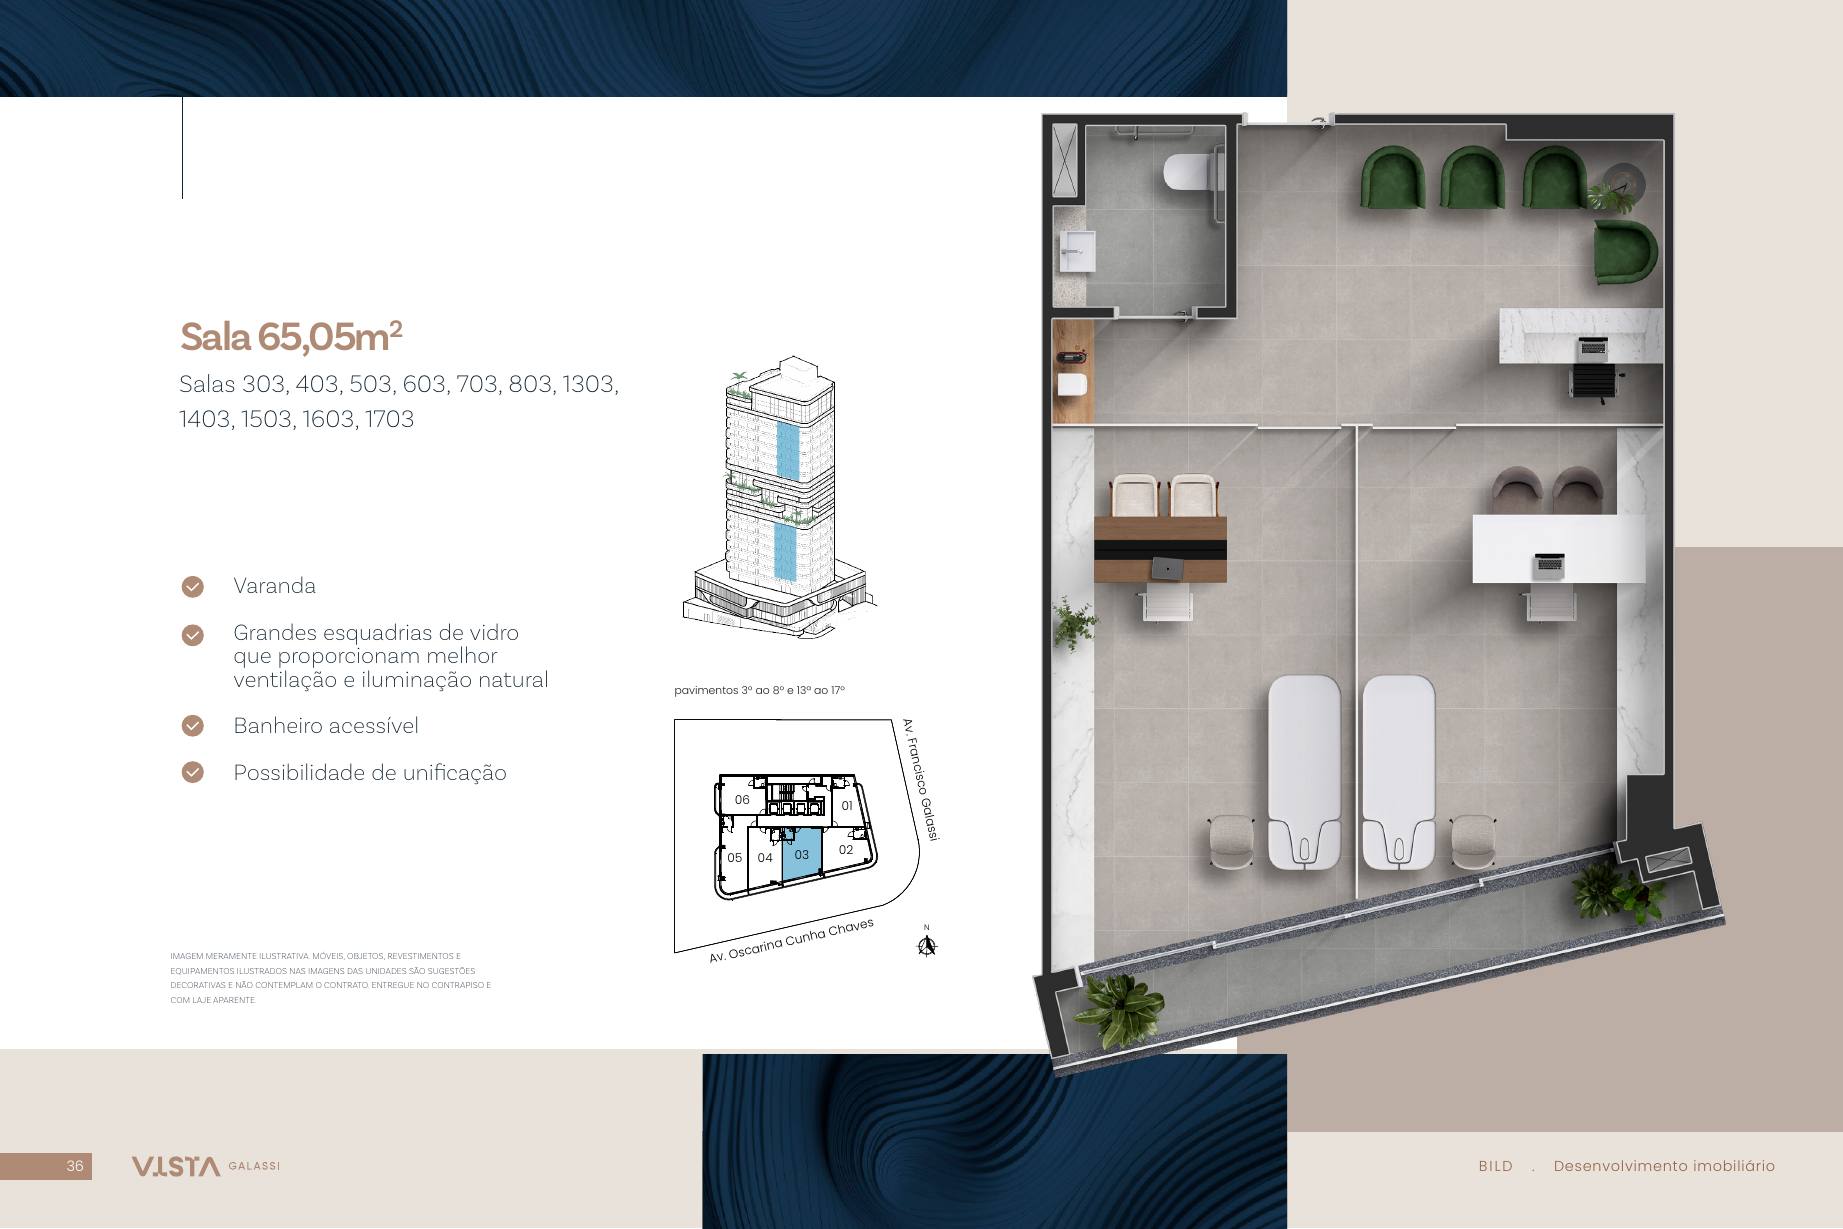 Sala 65,05m²
Salas 303, 403, 503, 603, 703, 803, 1303,
1403, 1503, 1603, 1703
Varanda
Grandes esquadrias de vidro
que proporcionam melhor
ventilação e iluminação natural
Banheiro acessível
Possibilidade de unificação
IMAGEM MERAMENTE ILUSTRATIVA. MÓVEIS, OBJETOS, REVESTIMENTOS E
EQUIPAMENTOS ILUSTRADOS NAS IMAGENS DAS UNIDADES SÃO SUGESTÕES
DECORATIVAS E NÃO CONTEMPLAM O CONTRATO. ENTREGUE NO CONTRAPISO E
COM LAJE APARENTE.
pavimentos 3º ao 8º e 13º ao 17º
Av. Francisco Galassi
06
01
05
04
03
02
Av. Oscarina Cunha Chaves
N
36
VISTA GALASSI
BILD . Desenvolvimento imobiliário